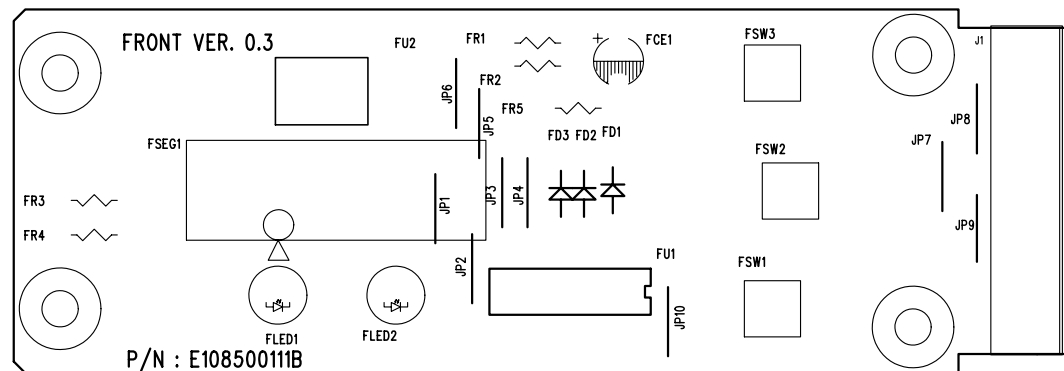 FRONT VER. 0.3
FU2
FR1
FCE1
FSW3
J1
JP6
FR2
JP5
FR5
JP8
FSEG1
FD3
FD2
FD1
FSW2
JP7
FR3
JP1
JP3
JP4
JP9
FR4
JP2
FU1
FSW1
JP10
FLED1
FLED2
P/N : E108500111B